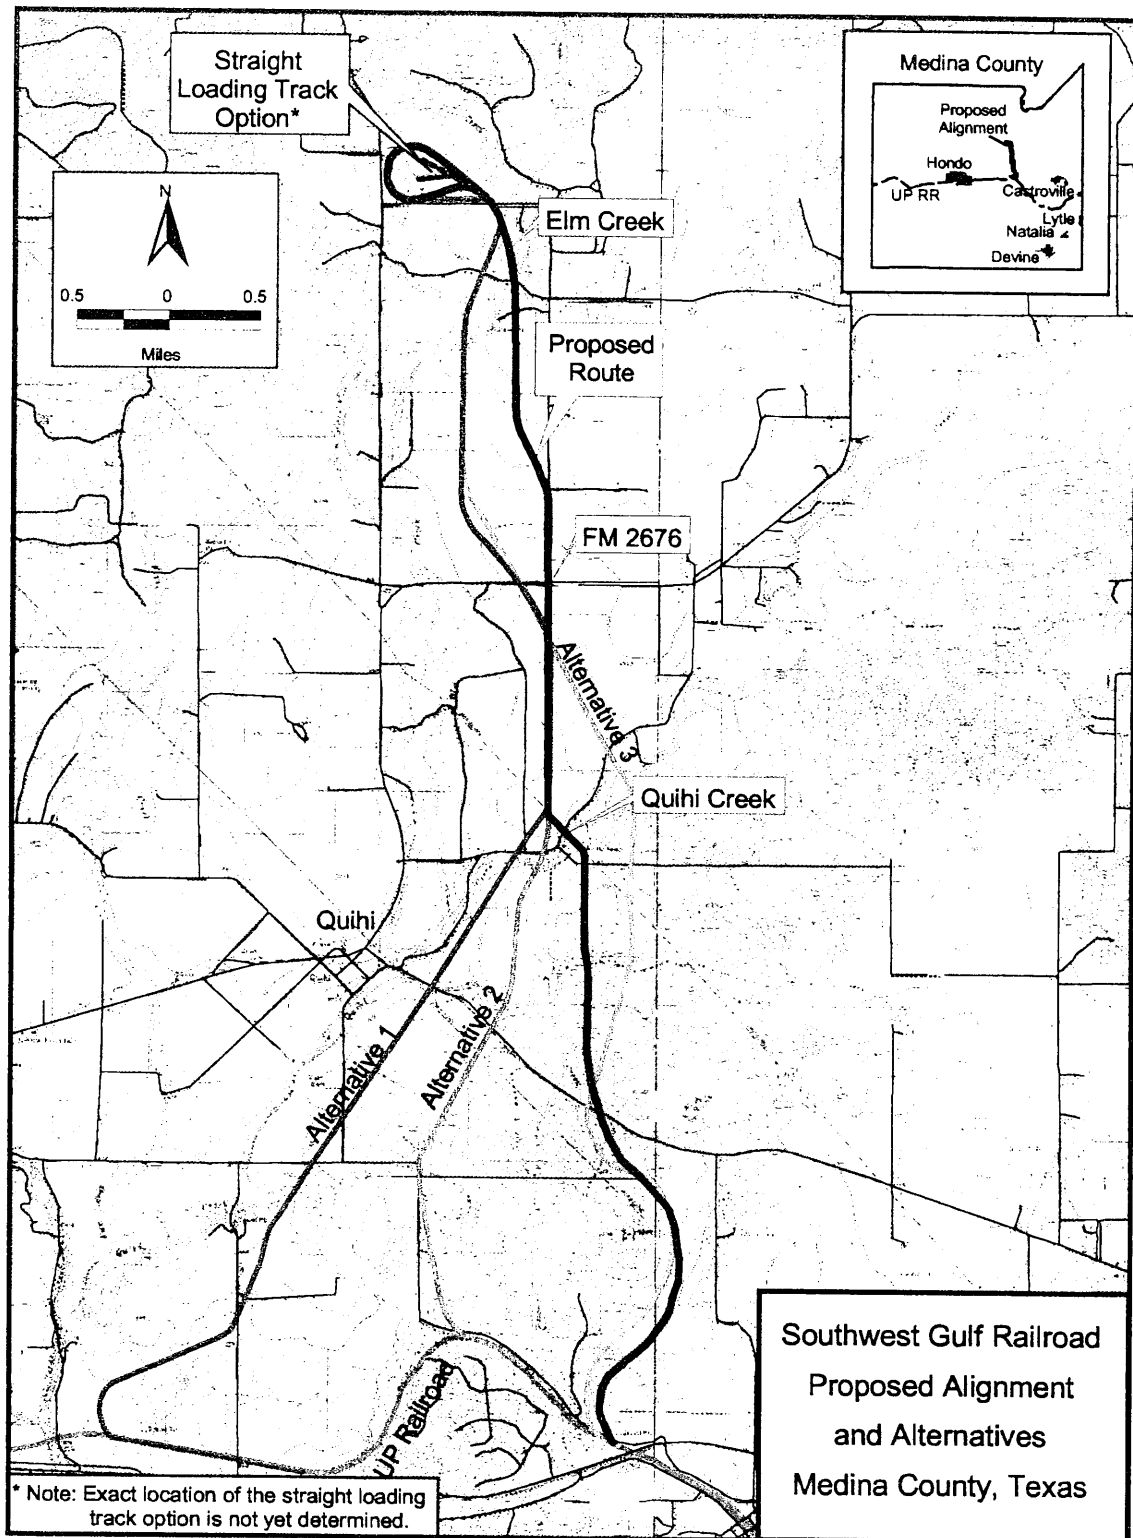 Straight
Loading Track
Option*
Medina County
Proposed
Alignment
Hondo
UP RR
Castroville
Lytle
Natalia
Devine
N
0.5 0 0.5
Miles
Elm Creek
Proposed
Route
FM 2676
Alternative 3
Quihi Creek
Quihi
Alternative 1
Alternative 2
UP Railroad
Southwest Gulf Railroad
Proposed Alignment
and Alternatives
Medina County, Texas
* Note: Exact location of the straight loading
track option is not yet determined.